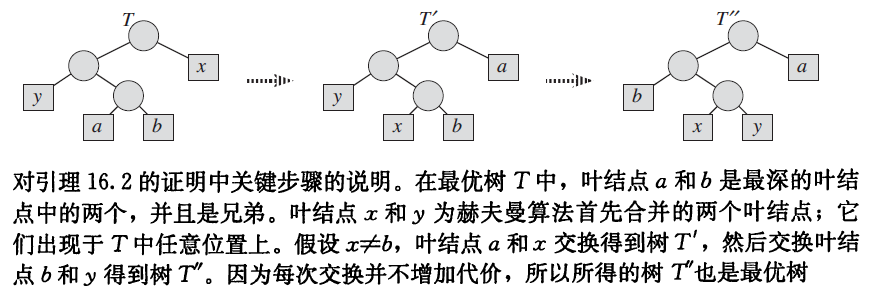 T T′ T″
x a a
y y b
a b x b x y
对引理 16.2 的证明中关键步骤的说明。在最优树 T 中，叶结点 a 和 b 是最深的叶结
点中的两个，并且是兄弟。叶结点 x 和 y 为赫夫曼算法首先合并的两个叶结点；它
们出现于 T 中任意位置上。假设 x≠b，叶结点 a 和 x 交换得到树 T′，然后交换叶结
点 b 和 y 得到树 T″。因为每次交换并不增加代价，所以所得的树 T″也是最优树